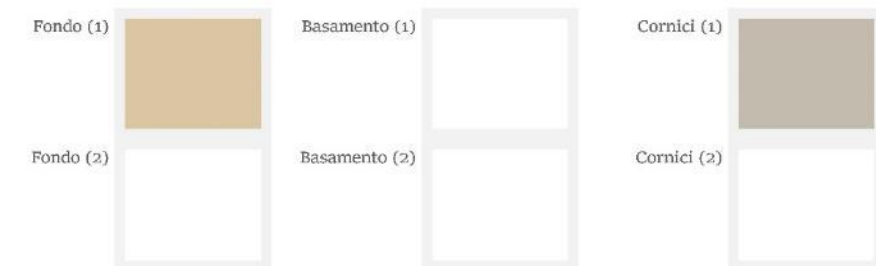 Fondo (1)
Basamento (1)
Cornici (1)
Fondo (2)
Basamento (2)
Cornici (2)